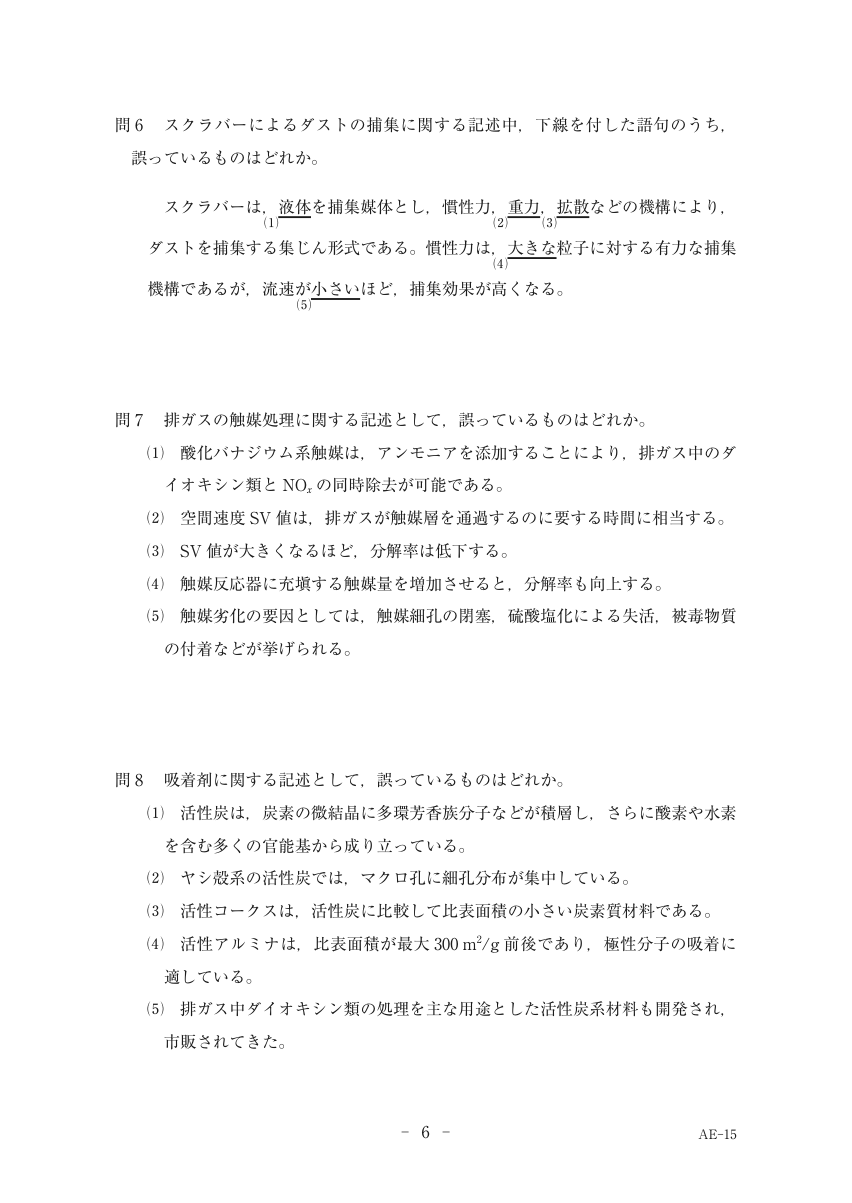 問6　スクラバーによるダストの捕集に関する記述中，下線を付した語句のうち，
誤っているものはどれか。
スクラバーは，液体を捕集媒体とし，慣性力，重力，拡散などの機構により，
⑴ ⑵ ⑶
ダストを捕集する集じん形式である。慣性力は，大きな粒子に対する有力な捕集
⑷
機構であるが，流速が小さいほど，捕集効果が高くなる。
⑸
問7　排ガスの触媒処理に関する記述として，誤っているものはどれか。
⑴　酸化バナジウム系触媒は，アンモニアを添加することにより，排ガス中のダ
イオキシン類と NOx の同時除去が可能である。
⑵　空間速度 SV 値は，排ガスが触媒層を通過するのに要する時間に相当する。
⑶　SV 値が大きくなるほど，分解率は低下する。
⑷　触媒反応器に充塡する触媒量を増加させると，分解率も向上する。
⑸　触媒劣化の要因としては，触媒細孔の閉塞，硫酸塩化による失活，被毒物質
の付着などが挙げられる。
問8　吸着剤に関する記述として，誤っているものはどれか。
⑴　活性炭は，炭素の微結晶に多環芳香族分子などが積層し，さらに酸素や水素
を含む多くの官能基から成り立っている。
⑵　ヤシ殻系の活性炭では，マクロ孔に細孔分布が集中している。
⑶　活性コークスは，活性炭に比較して比表面積の小さい炭素質材料である。
⑷　活性アルミナは，比表面積が最大 300 m²/g 前後であり，極性分子の吸着に
適している。
⑸　排ガス中ダイオキシン類の処理を主な用途とした活性炭系材料も開発され，
市販されてきた。
– 6 –
AE–15